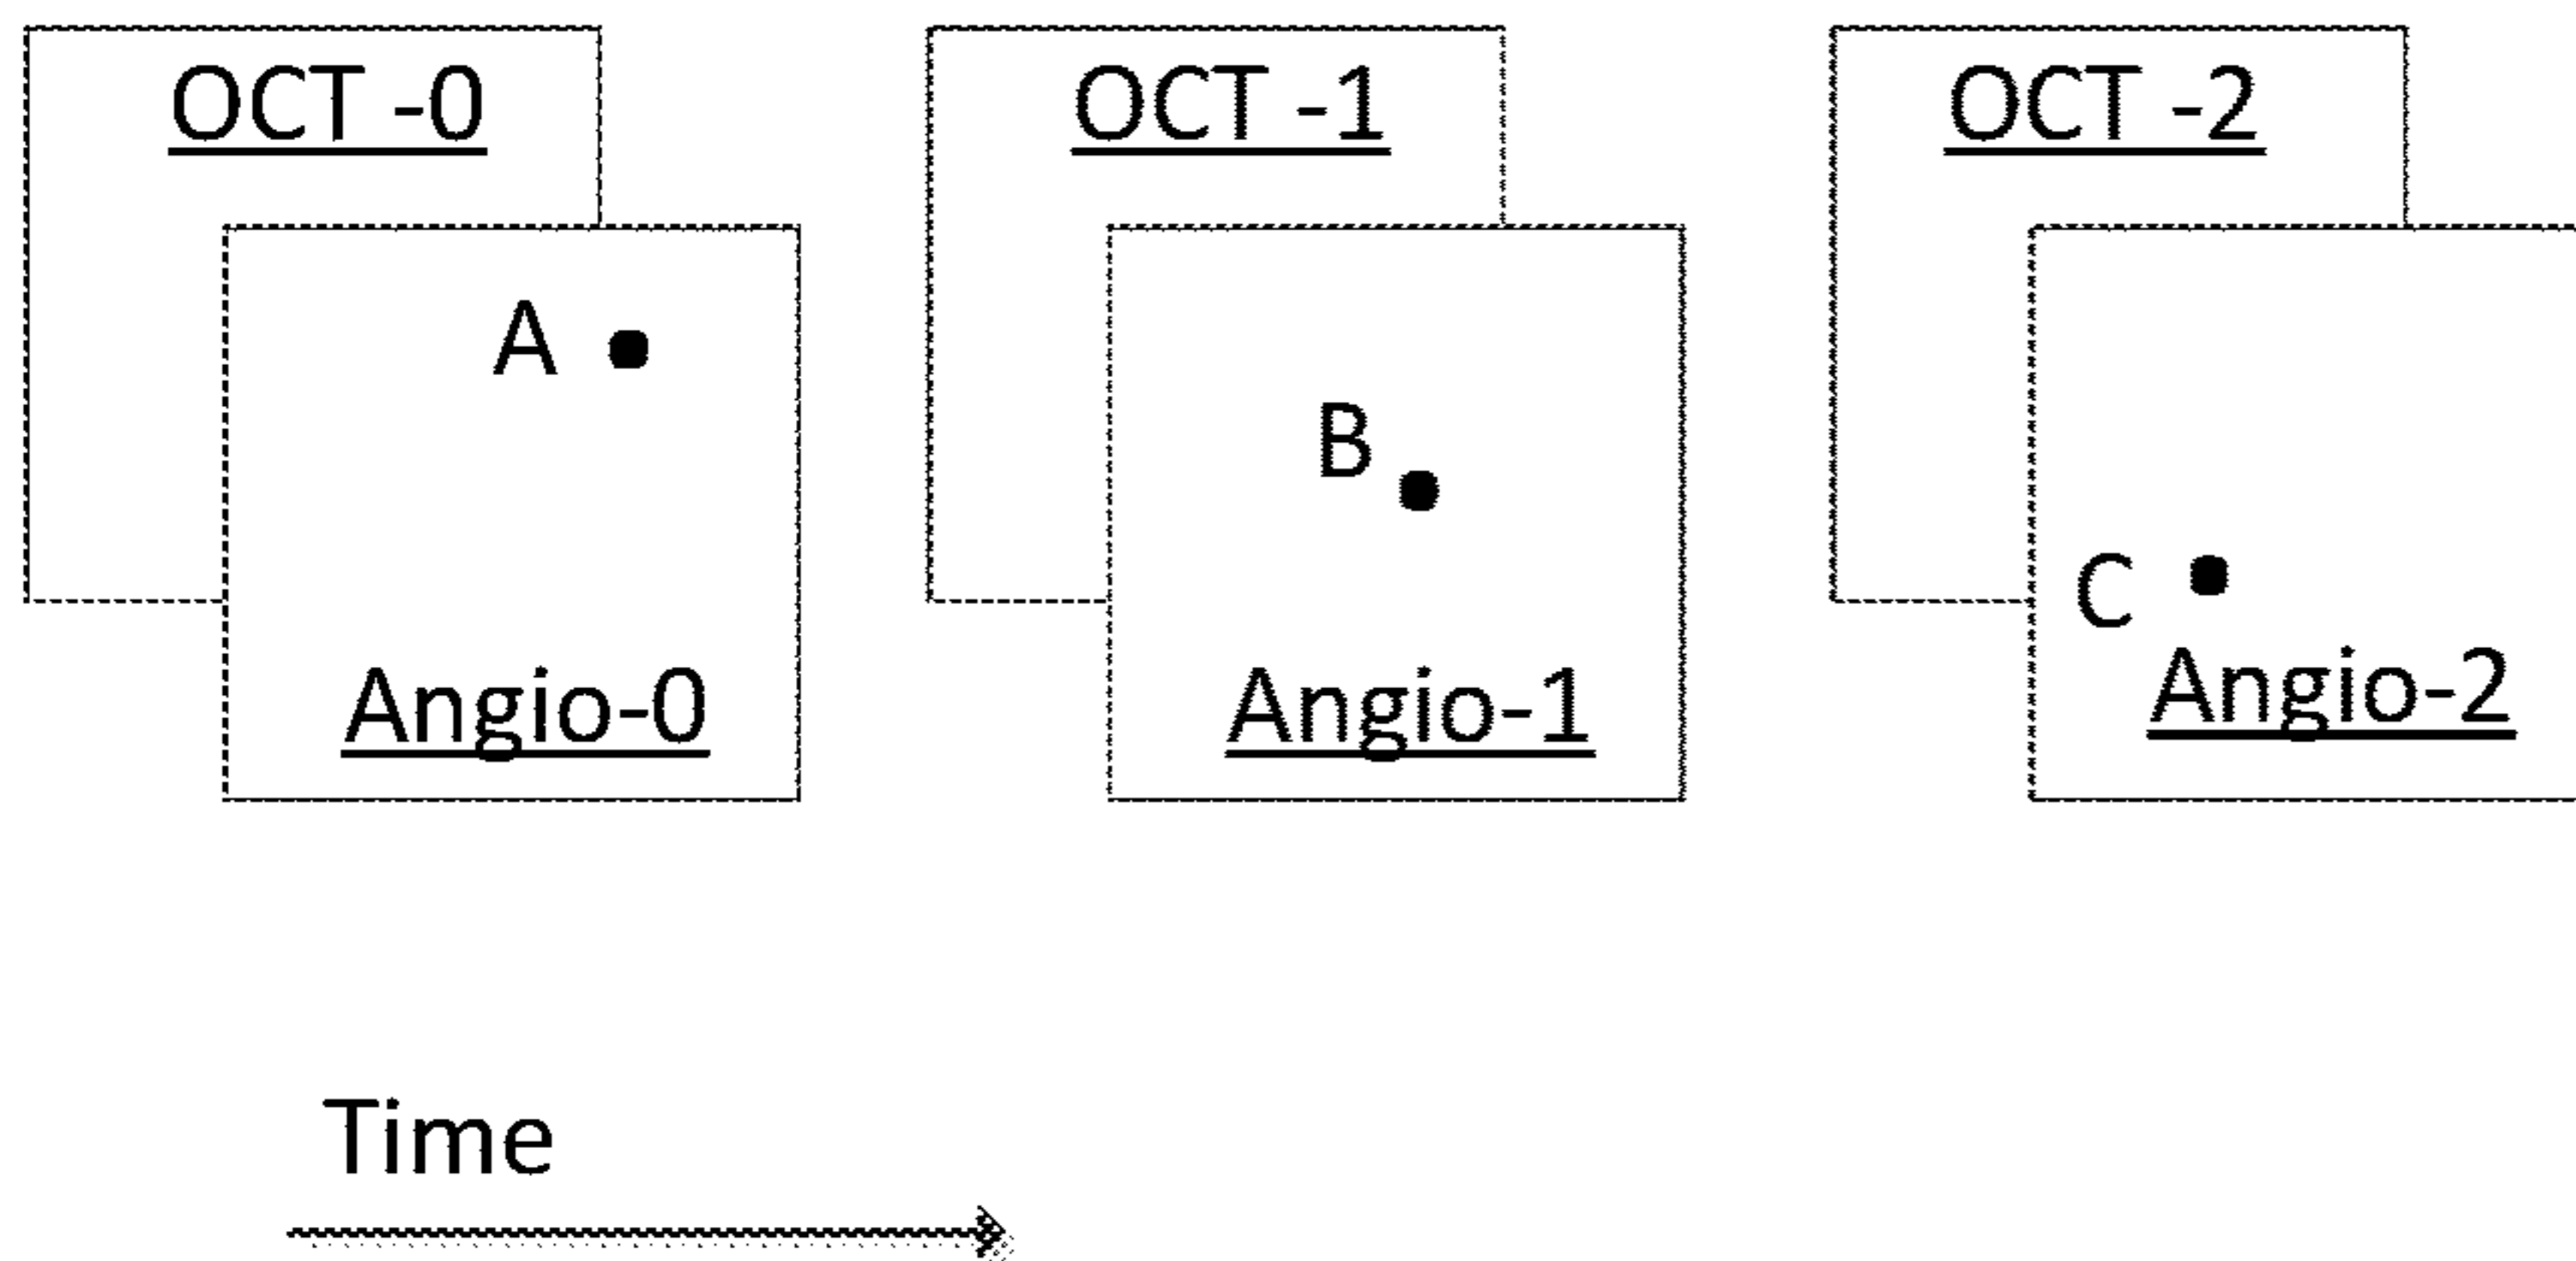 OCT -0
OCT -1
OCT -2
A
B
C
Angio-0
Angio-1
Angio-2
Time